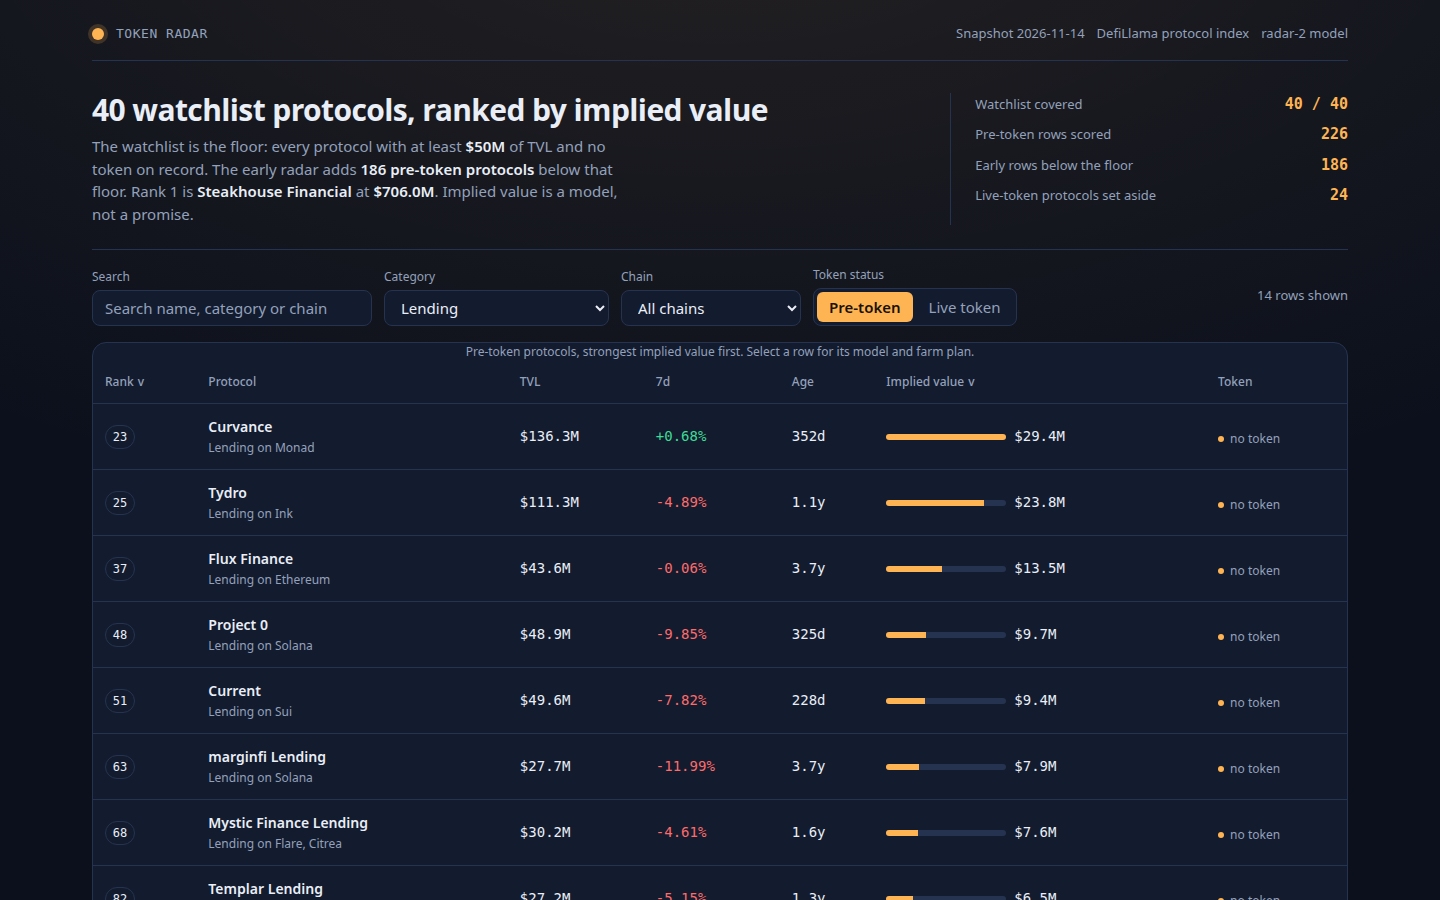 TOKEN RADAR
Snapshot 2026-11-14 DefiLlama protocol index radar-2 model
40 watchlist protocols, ranked by implied value
The watchlist is the floor: every protocol with at least $50M of TVL and no
token on record. The early radar adds 186 pre-token protocols below that
floor. Rank 1 is Steakhouse Financial at $706.0M. Implied value is a model,
not a promise.
Watchlist covered 40 / 40
Pre-token rows scored 226
Early rows below the floor 186
Live-token protocols set aside 24
Search Category Chain Token status
Search name, category or chain Lending All chains Pre-token Live token
14 rows shown
Pre-token protocols, strongest implied value first. Select a row for its model and farm plan.
Rank v Protocol TVL 7d Age Implied value v Token
23 Curvance $136.3M +0.68% 352d $29.4M no token
Lending on Monad
25 Tydro $111.3M -4.89% 1.1y $23.8M no token
Lending on Ink
37 Flux Finance $43.6M -0.06% 3.7y $13.5M no token
Lending on Ethereum
48 Project 0 $48.9M -9.85% 325d $9.7M no token
Lending on Solana
51 Current $49.6M -7.82% 228d $9.4M no token
Lending on Sui
63 marginfi Lending $27.7M -11.99% 3.7y $7.9M no token
Lending on Solana
68 Mystic Finance Lending $30.2M -4.61% 1.6y $7.6M no token
Lending on Flare, Citrea
82 Templar Lending $27.2M -5.15% 1.3y $6.5M no token